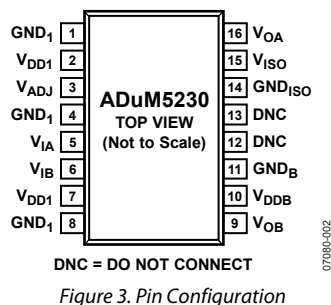 GND1 1
VDD1 2
VADJ 3
GND1 4
VIA 5
VIB 6
VDD1 7
GND1 8
ADuM5230
TOP VIEW
(Not to Scale)
16 VOA
15 VISO
14 GNDISO
13 DNC
12 DNC
11 GNDB
10 VDDB
9 VOB
DNC = DO NOT CONNECT
07080-002
Figure 3. Pin Configuration